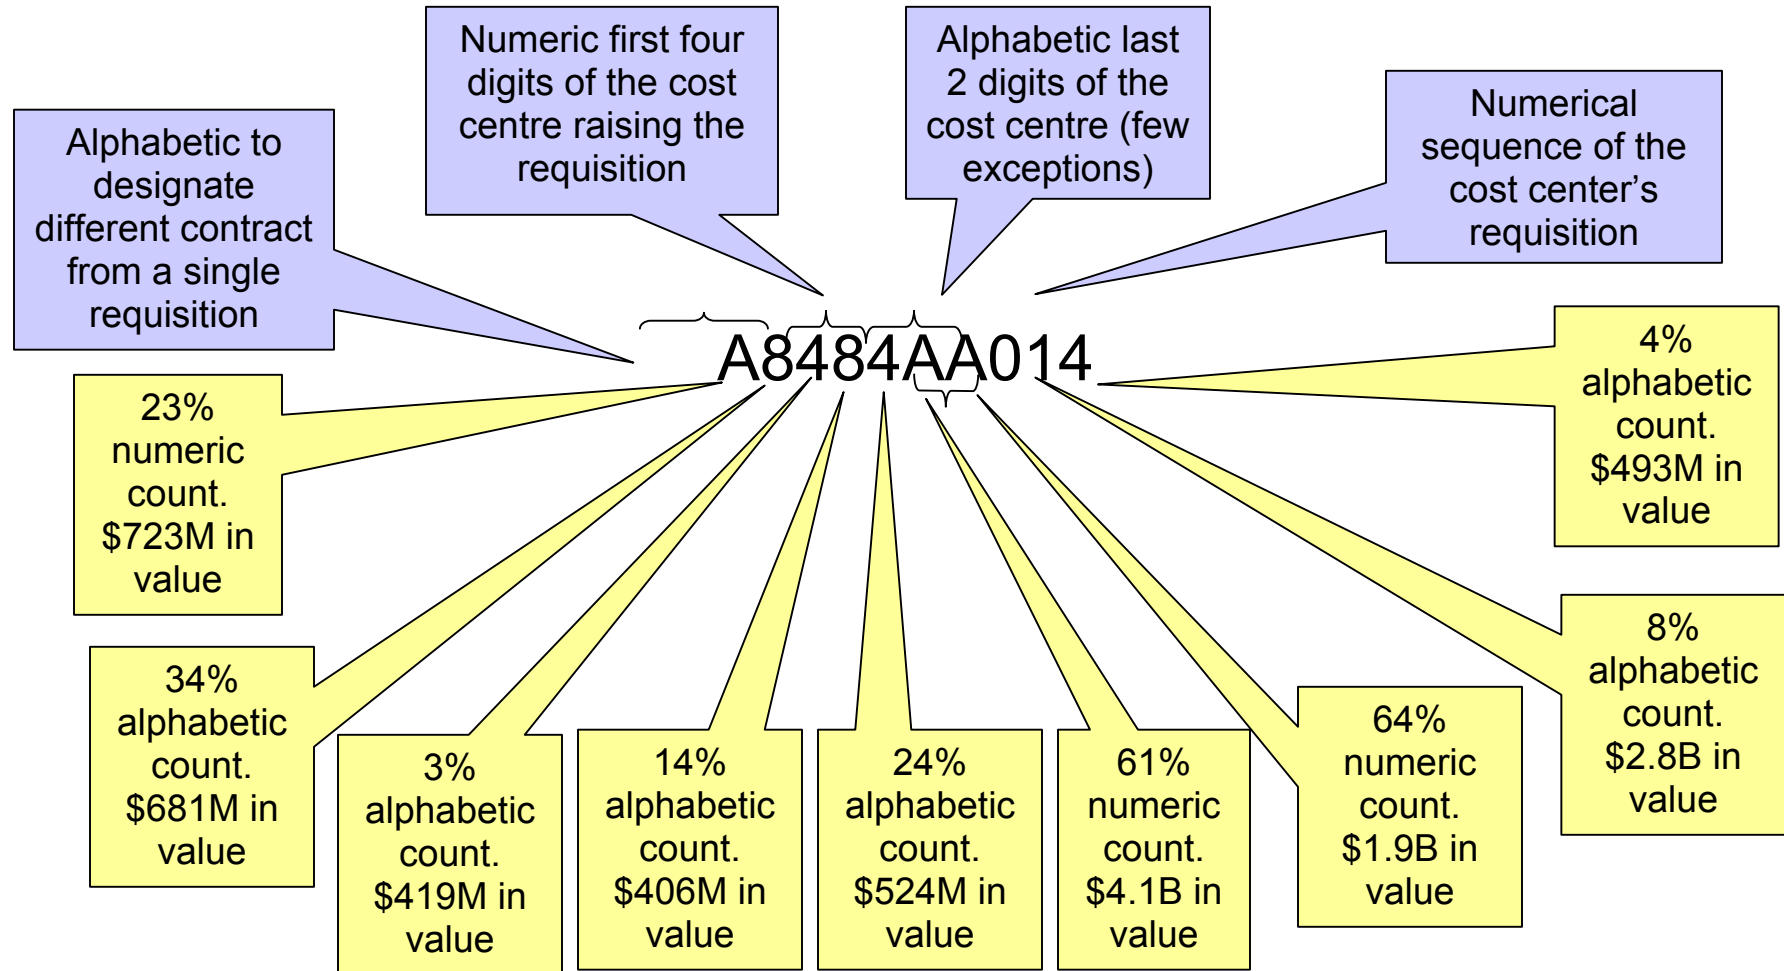 Alphabetic to
designate
different contract
from a single
requisition
Numeric first four
digits of the cost
centre raising the
requisition
Alphabetic last
2 digits of the
cost centre (few
exceptions)
Numerical
sequence of the
cost center’s
requisition
A8484AA014
23%
numeric
count.
$723M in
value
34%
alphabetic
count.
$681M in
value
3%
alphabetic
count.
$419M in
value
14%
alphabetic
count.
$406M in
value
24%
alphabetic
count.
$524M in
value
61%
numeric
count.
$4.1B in
value
64%
numeric
count.
$1.9B in
value
8%
alphabetic
count.
$2.8B in
value
4%
alphabetic
count.
$493M in
value